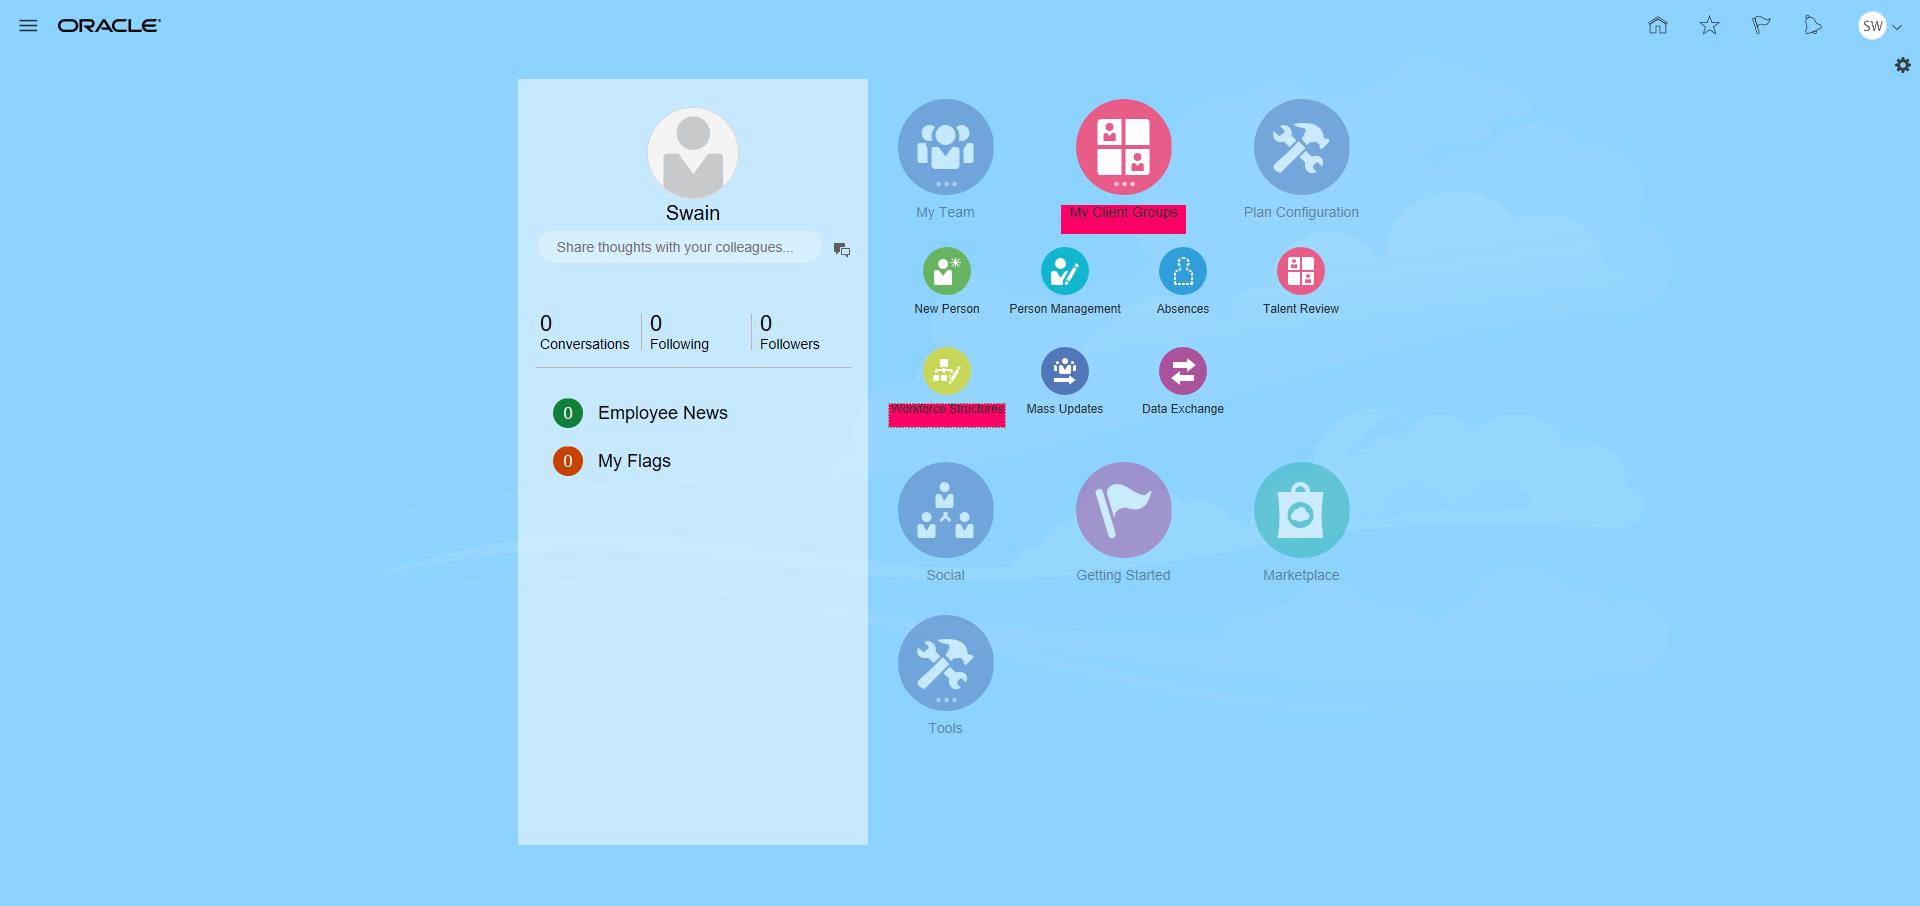 ORACLE
SW
Swain
Share thoughts with your colleagues...
0 0 0
Conversations Following Followers
0 Employee News
0 My Flags
My Team My Client Groups Plan Configuration
New Person Person Management Absences Talent Review
Workforce Structures Mass Updates Data Exchange
Social Getting Started Marketplace
Tools